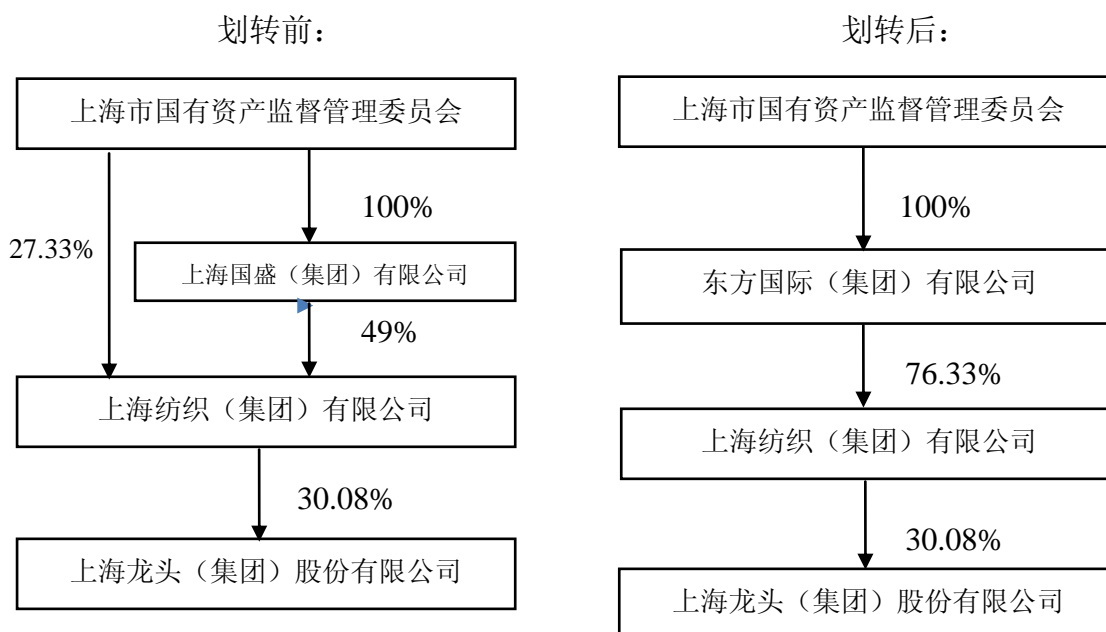 划转前：
上海市国有资产监督管理委员会
100%
27.33%
上海国盛（集团）有限公司
49%
上海纺织（集团）有限公司
30.08%
上海龙头（集团）股份有限公司
划转后：
上海市国有资产监督管理委员会
100%
东方国际（集团）有限公司
76.33%
上海纺织（集团）有限公司
30.08%
上海龙头（集团）股份有限公司